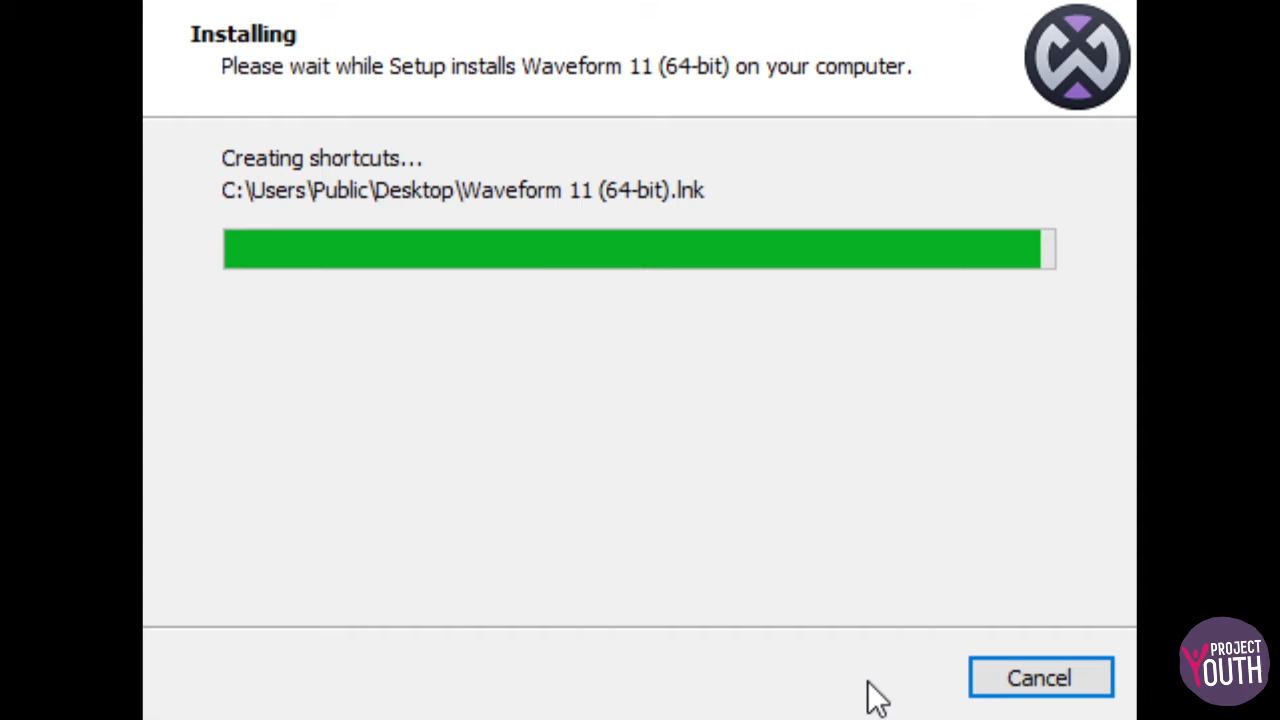 Installing
Please wait while Setup installs Waveform 11 (64-bit) on your computer.
Creating shortcuts...
C:\Users\Public\Desktop\Waveform 11 (64-bit).lnk
Cancel
PROJECT
YOUTH